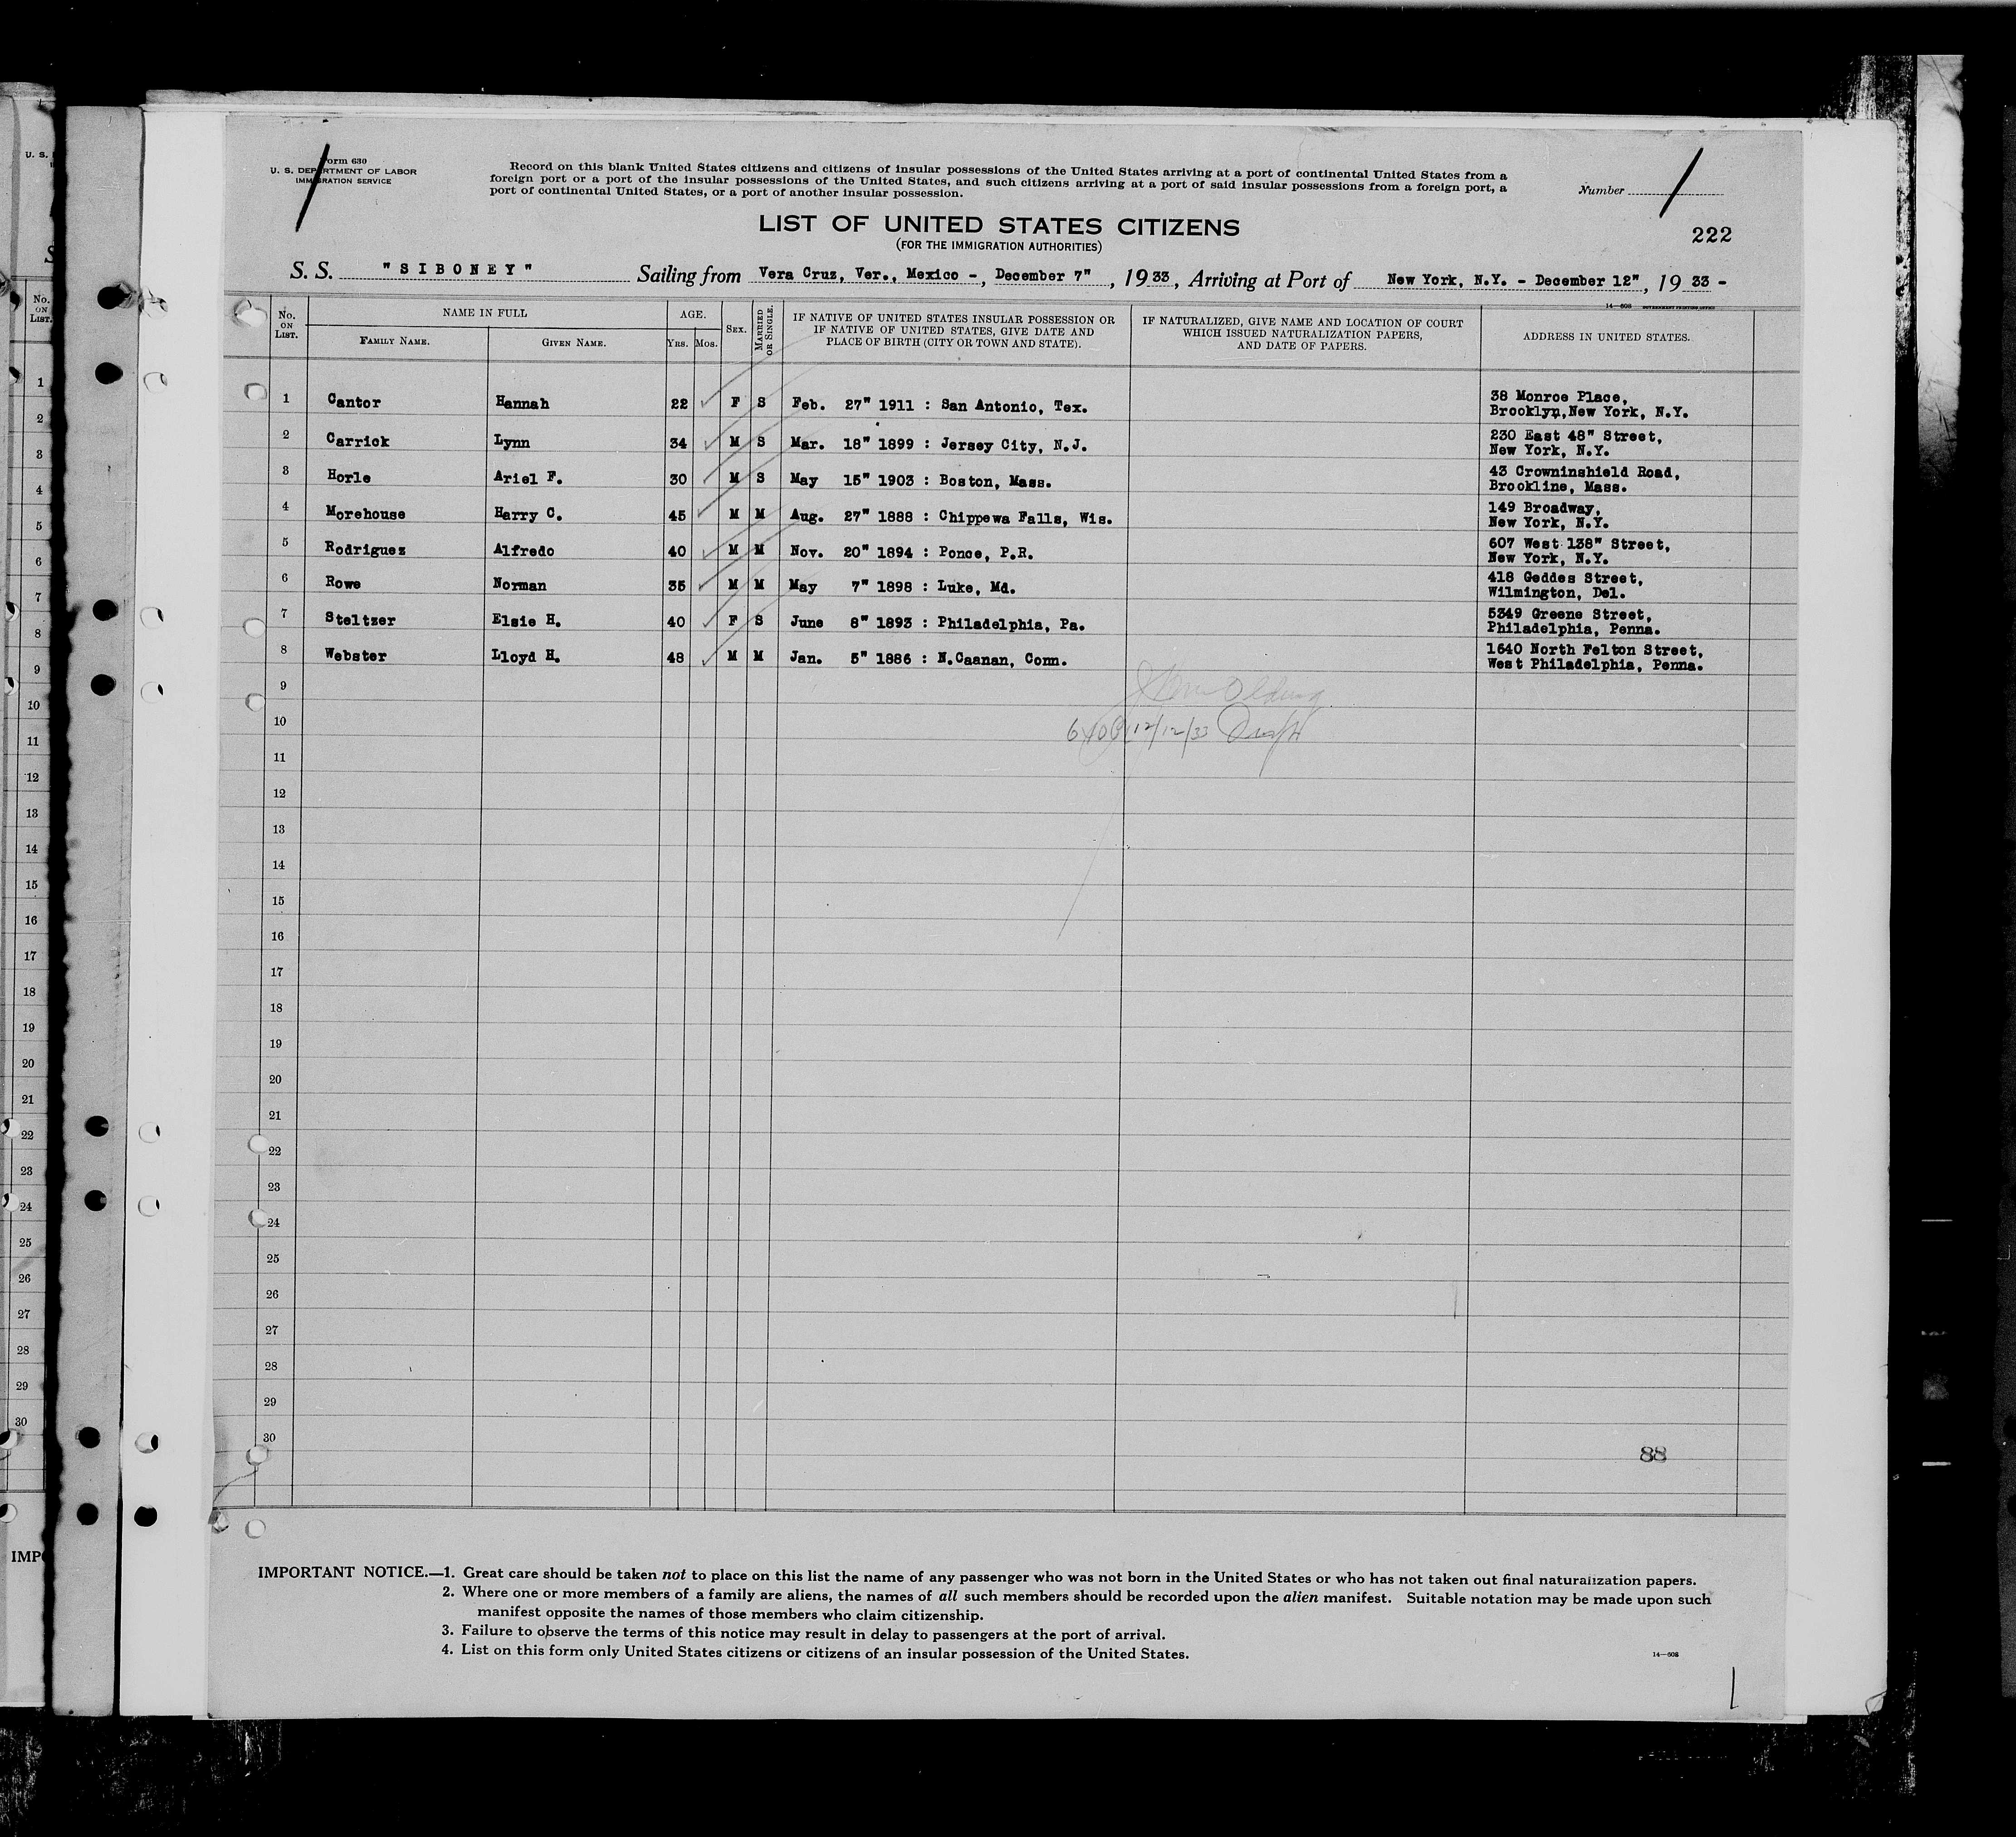 Form 630
U. S. DEPARTMENT OF LABOR
IMMIGRATION SERVICE
Record on this blank United States citizens and citizens of insular possessions of the United States arriving at a port of continental United States from a
foreign port or a port of the insular possessions of the United States, and such citizens arriving at a port of said insular possessions from a foreign port, a
port of continental United States, or a port of another insular possession.
Number
LIST OF UNITED STATES CITIZENS
(FOR THE IMMIGRATION AUTHORITIES)
222
S. S. "SIBONEY" Sailing from Vera Cruz, Ver., Mexico -, December 7", 1933, Arriving at Port of New York, N.Y. - December 12", 1933 -
14-608 GOVERNMENT PRINTING OFFICE
No. ON LIST. NAME IN FULL AGE. SEX. MARRIED OR SINGLE. IF NATIVE OF UNITED STATES INSULAR POSSESSION OR IF NATIVE OF UNITED STATES, GIVE DATE AND PLACE OF BIRTH (CITY OR TOWN AND STATE). IF NATURALIZED, GIVE NAME AND LOCATION OF COURT WHICH ISSUED NATURALIZATION PAPERS, AND DATE OF PAPERS. ADDRESS IN UNITED STATES.
FAMILY NAME. GIVEN NAME. YRS. MOS.
1 Cantor Hannah 22 F S Feb. 27" 1911 : San Antonio, Tex. 38 Monroe Place,
Brooklyn, New York, N.Y.
2 Carrick Lynn 34 M S Mar. 18" 1899 : Jersey City, N.J. 230 East 48" Street,
New York, N.Y.
3 Horle Ariel F. 30 M S May 15" 1903 : Boston, Mass. 43 Crowninshield Road,
Brookline, Mass.
4 Morehouse Harry C. 45 M M Aug. 27" 1888 : Chippewa Falls, Wis. 149 Broadway,
New York, N.Y.
5 Rodriguez Alfredo 40 M M Nov. 20" 1894 : Ponce, P.R. 607 West 138" Street,
New York, N.Y.
6 Rowe Norman 35 M M May 7" 1898 : Luke, Md. 418 Geddes Street,
Wilmington, Del.
7 Steltzer Elsie H. 40 F S June 8" 1893 : Philadelphia, Pa. 5349 Greene Street,
Philadelphia, Penna.
8 Webster Lloyd H. 48 M M Jan. 5" 1886 : N.Caanan, Conn. 1640 North Felton Street,
West Philadelphia, Penna.
9
10 12/12/33
11
12
13
14
15
16
17
18
19
20
21
22
23
24
25
26
27
28
29
30
88
IMPORTANT NOTICE.—1. Great care should be taken not to place on this list the name of any passenger who was not born in the United States or who has not taken out final naturalization papers.
2. Where one or more members of a family are aliens, the names of all such members should be recorded upon the alien manifest. Suitable notation may be made upon such
manifest opposite the names of those members who claim citizenship.
3. Failure to observe the terms of this notice may result in delay to passengers at the port of arrival.
4. List on this form only United States citizens or citizens of an insular possession of the United States.
14-608